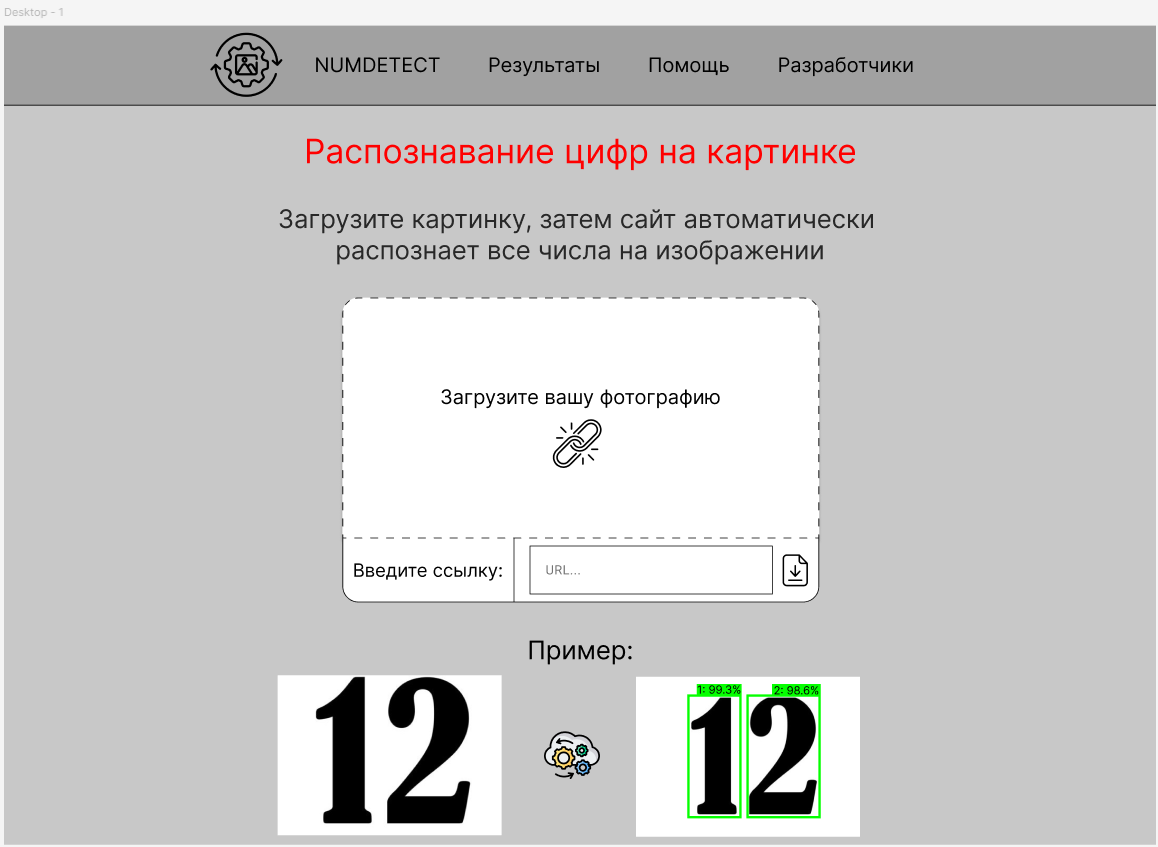 Desktop – 1
NUMDETECT Результаты Помощь Разработчики
Распознавание цифр на картинке
Загрузите картинку, затем сайт автоматически
распознает все числа на изображении
Загрузите вашу фотографию
Введите ссылку: URL...
Пример:
12
1: 99.3% 2: 98.6%
12